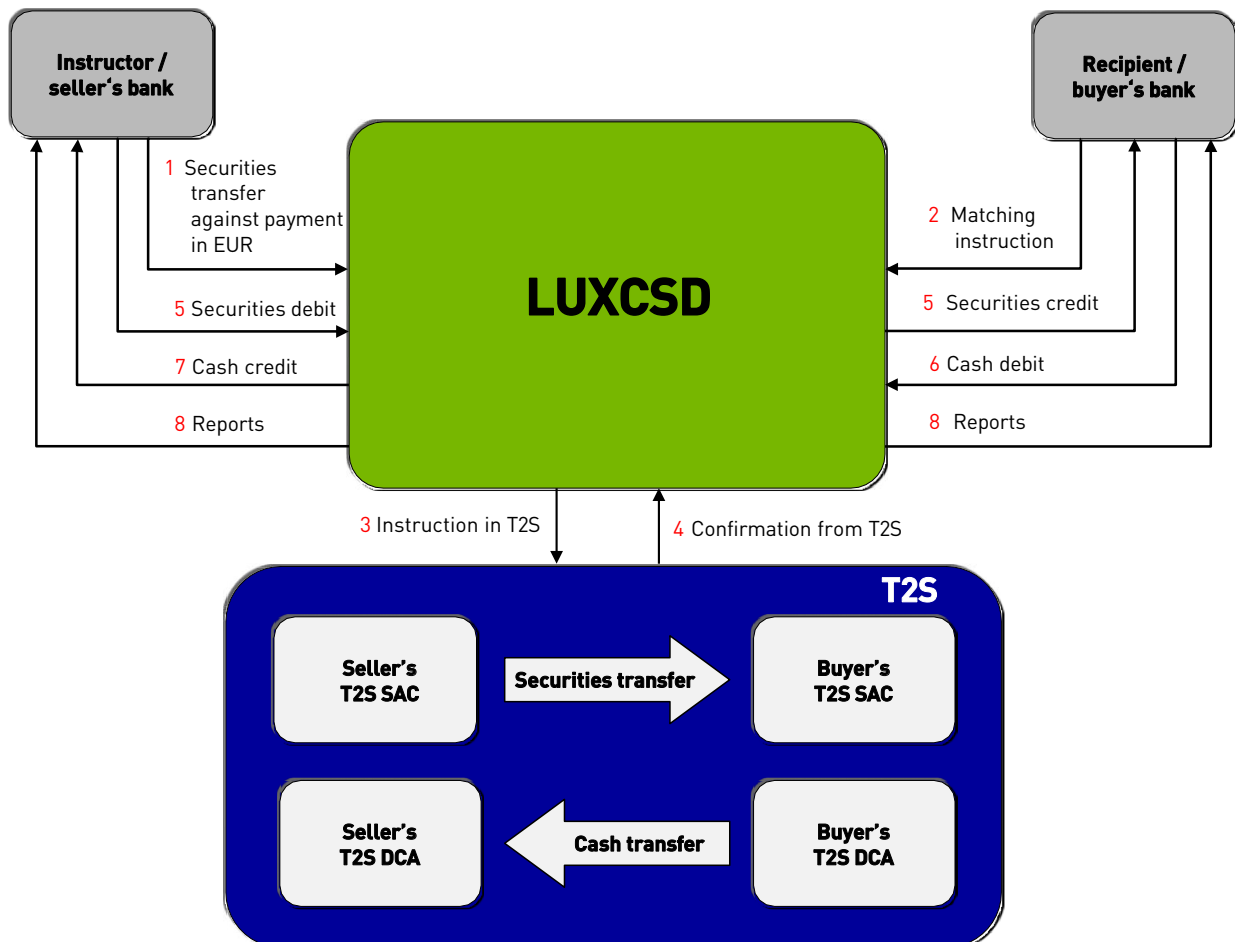 Instructor /
seller‘s bank
Recipient /
buyer‘s bank
1 Securities
transfer
against payment
in EUR
2 Matching
instruction
LUXCSD
5 Securities debit
5 Securities credit
7 Cash credit
6 Cash debit
8 Reports
8 Reports
3 Instruction in T2S
4 Confirmation from T2S
T2S
Seller’s
T2S SAC
Securities transfer
Buyer’s
T2S SAC
Seller’s
T2S DCA
Cash transfer
Buyer’s
T2S DCA